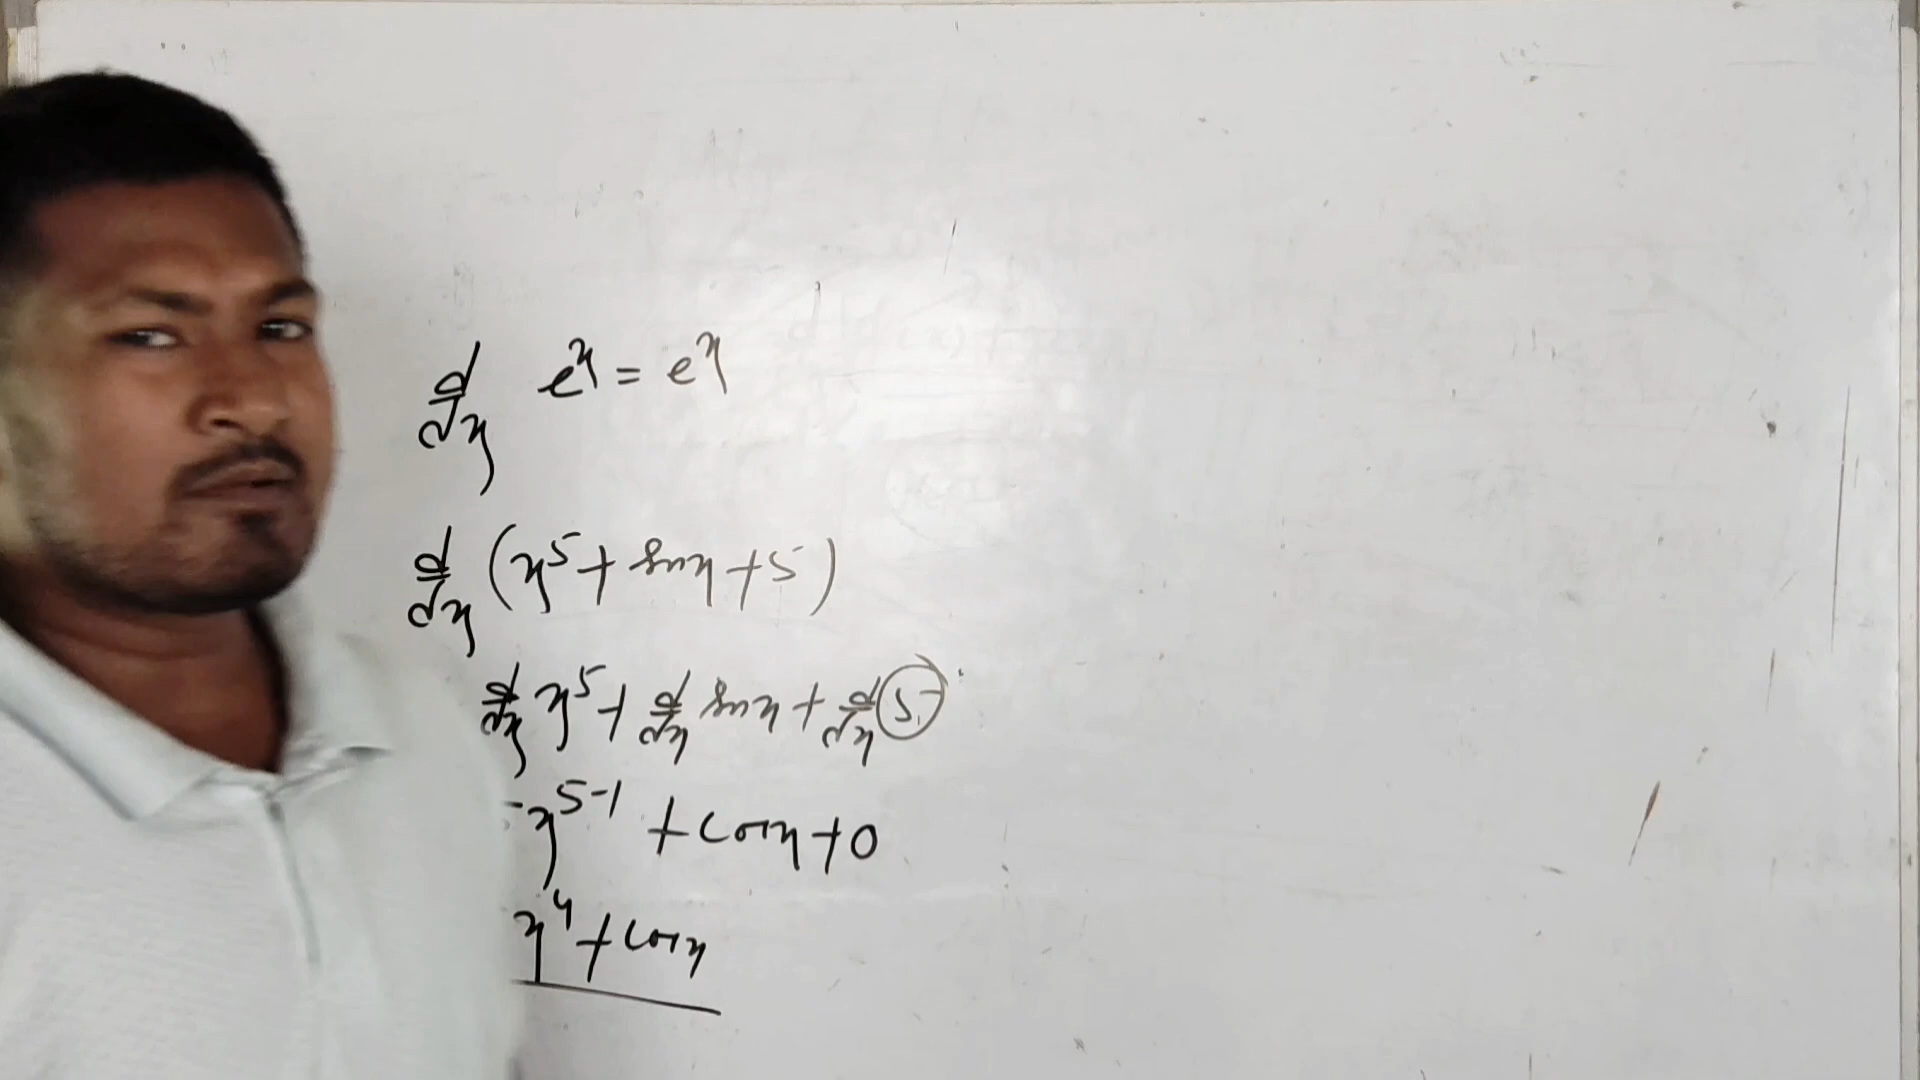 d/dx e^x = e^x
d/dx (x^5 + sin x + 5)
d/dx x^5 + d/dx sin x + d/dx 5
x^5-1 + cos x + 0
x^4 + cos x